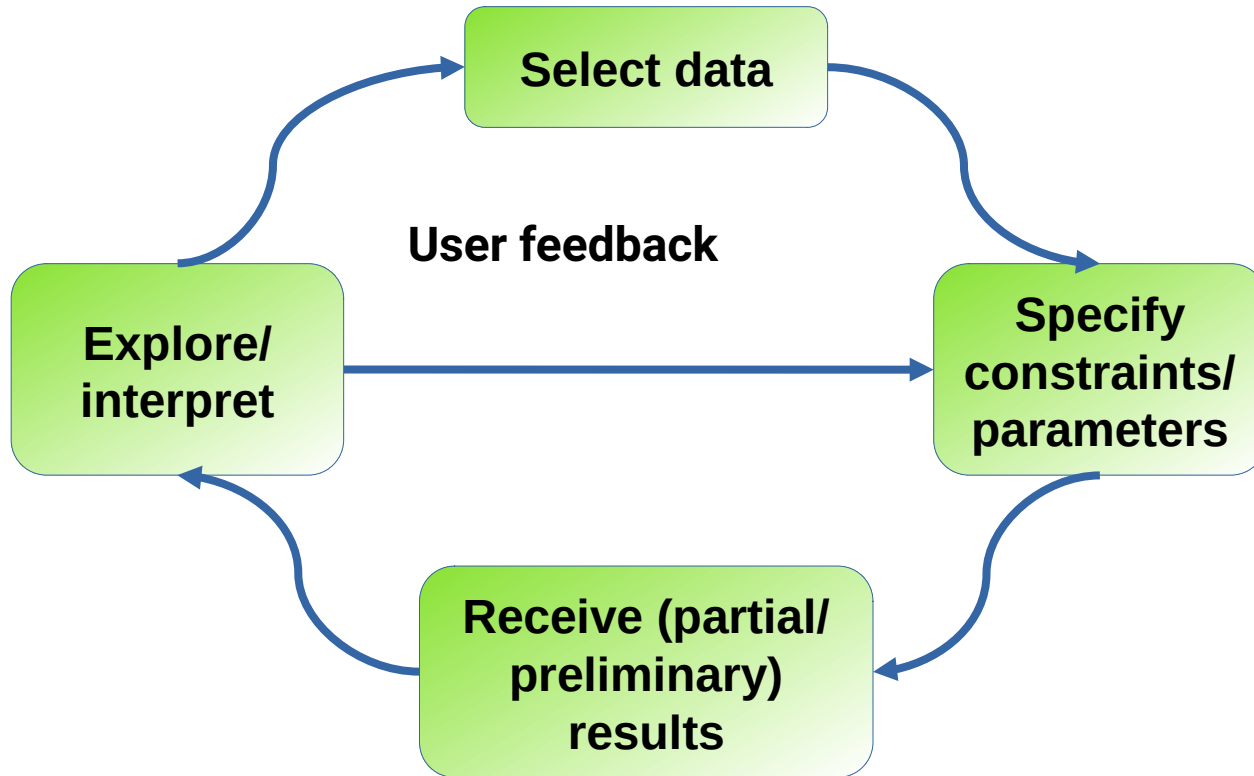 Select data
User feedback
Explore/
interpret
Specify
constraints/
parameters
Receive (partial/
preliminary)
results